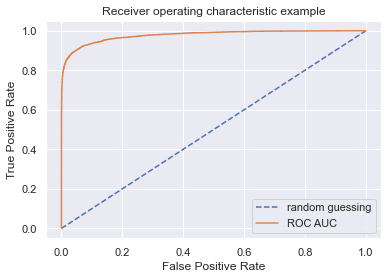 Receiver operating characteristic example
True Positive Rate
1.0
0.8
0.6
0.4
0.2
0.0
random guessing
ROC AUC
0.0 0.2 0.4 0.6 0.8 1.0
False Positive Rate